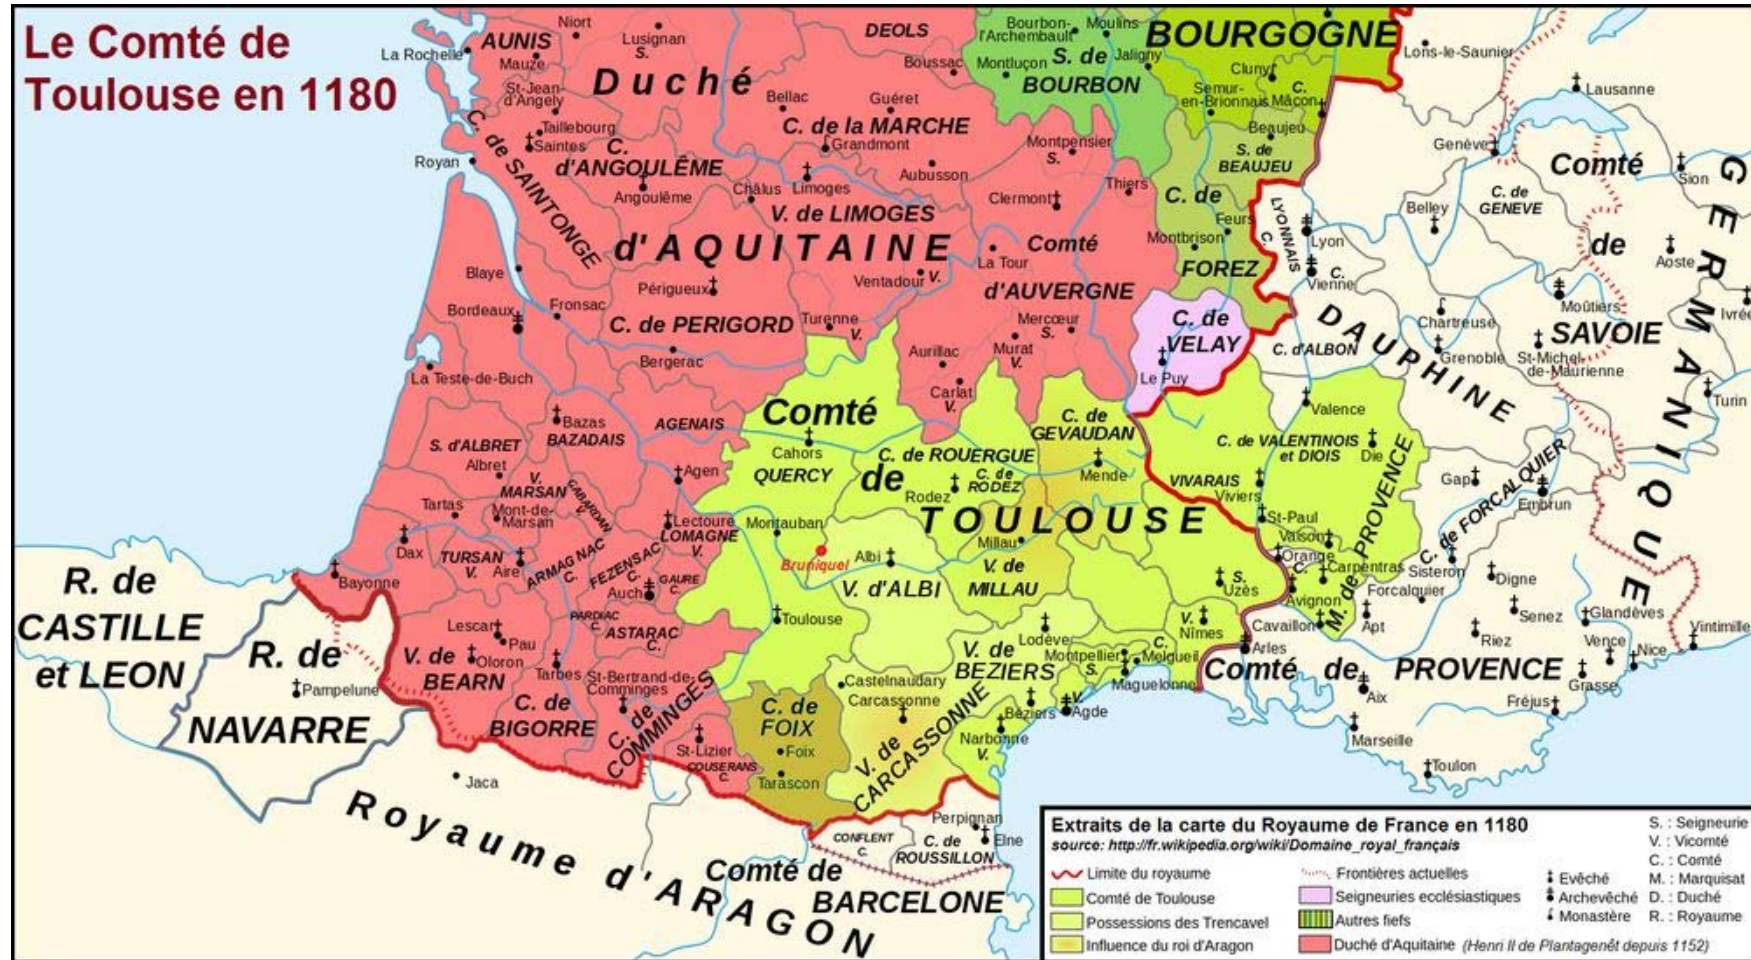 Le Comté de
Toulouse en 1180
Niort
La Rochelle
AUNIS
Mauze
Lusignan
S.
DEOLS
Boussac
Bourbon-
l'Archembault
Moulins
Montluçon
S. de
BOURBON
Jaligny
BOURGOGNE
Lons-le-Saunier
Cluny
C.
Mâcon
Semur-
en-Brionnais
Lausanne
St-Jean-
d'Angely
Duché
Bellac
Guéret
C. de la MARCHE
Grandmont
Montpensier
S.
Beaujeu
S. de
BEAUJEU
Genève
Comté
Sion
Taillebourg
Saintes
Royan
C. de SAINTONGE
C.
d'ANGOULÊME
Angoulême
Châlus
Limoges
Aubusson
Clermont
Thiers
C. de
FOREZ
Feurs
Montbrison
C. LYONNAIS
Lyon
Belley
C. de
GENEVE
V. de LIMOGES
d'AQUITAINE
La Tour
Comté
d'AUVERGNE
C.
Vienne
de
Aoste
GERMANIQUE
Blaye
Périgueux
Ventadour
V.
Moûtiers
Ivrée
Bordeaux
Fronsac
C. de PERIGORD
Turenne
V.
Mercœur
S.
C. de
VELAY
Le Puy
DAUPHINE
Chartreuse
SAVOIE
Grenoble
St-Michel-
de-Maurienne
C. d'ALBON
Bergerac
Aurillac
Murat
V.
Carlat
V.
La Teste-de-Buch
Turin
Valence
Bazas
BAZADAIS
AGENAIS
Comté
Cahors
QUERCY
C. de
GEVAUDAN
Mende
C. de VALENTINOIS
et DIOIS
Die
S. d'ALBRET
Albret
Agen
de
C. de ROUERGUE
C. de
RODEZ
Rodez
VIVARAIS
Viviers
Gap
Embrun
C. de FORCALQUIER
V.
MARSAN
GABARDAN
V.
Tartas
Mont-de-
Marsan
Lectoure
LOMAGNE
V.
Montauban
TOULOUSE
Millau
St-Paul
Vaison
Orange
C.
Carpentras
M. de PROVENCE
Sisteron
Digne
Dax
TURSAN
V.
Aire
ARMAGNAC
C.
FEZENSAC
C.
Auch
GAURE
C.
Bruniquel
Albi
V. d'ALBI
V. de
MILLAU
S.
Uzès
Avignon
Forcalquier
Bayonne
R. de
CASTILLE
et LEON
R. de
NAVARRE
Pampelune
Lescar
Pau
Oloron
V. de
BEARN
PARDIAC
C.
ASTARAC
C.
Toulouse
Lodève
V.
Nîmes
Cavaillon
Apt
Senez
Riez
Glandèves
Vence
Nice
Vintimille
Tarbes
St-Bertrand-de-
Comminges
V. de
BEZIERS
Montpellier
S.
C.
Melgueil
Maguelonne
Arles
Comté de PROVENCE
Aix
Grasse
Fréjus
C. de
BIGORRE
C. de
COMMINGES
St-Lizier
COUSERANS
C.
C. de
FOIX
Foix
Tarascon
Castelnaudary
Carcassonne
V. de
CARCASSONNE
Béziers
V.
Agde
Narbonne
V.
Marseille
Toulon
Jaca
Royaume d'ARAGON
CONFLENT
C.
C. de
ROUSSILLON
Perpignan
Elne
Comté de
BARCELONE
Extraits de la carte du Royaume de France en 1180
source: http://fr.wikipedia.org/wiki/Domaine_royal_français
Limite du royaume
Comté de Toulouse
Possessions des Trencavel
Influence du roi d'Aragon
Frontières actuelles
Seigneuries ecclésiastiques
Autres fiefs
Duché d'Aquitaine (Henri II de Plantagenêt depuis 1152)
Evêché
Archevêché
Monastère
S. : Seigneurie
V. : Vicomté
C. : Comté
M. : Marquisat
D. : Duché
R. : Royaume